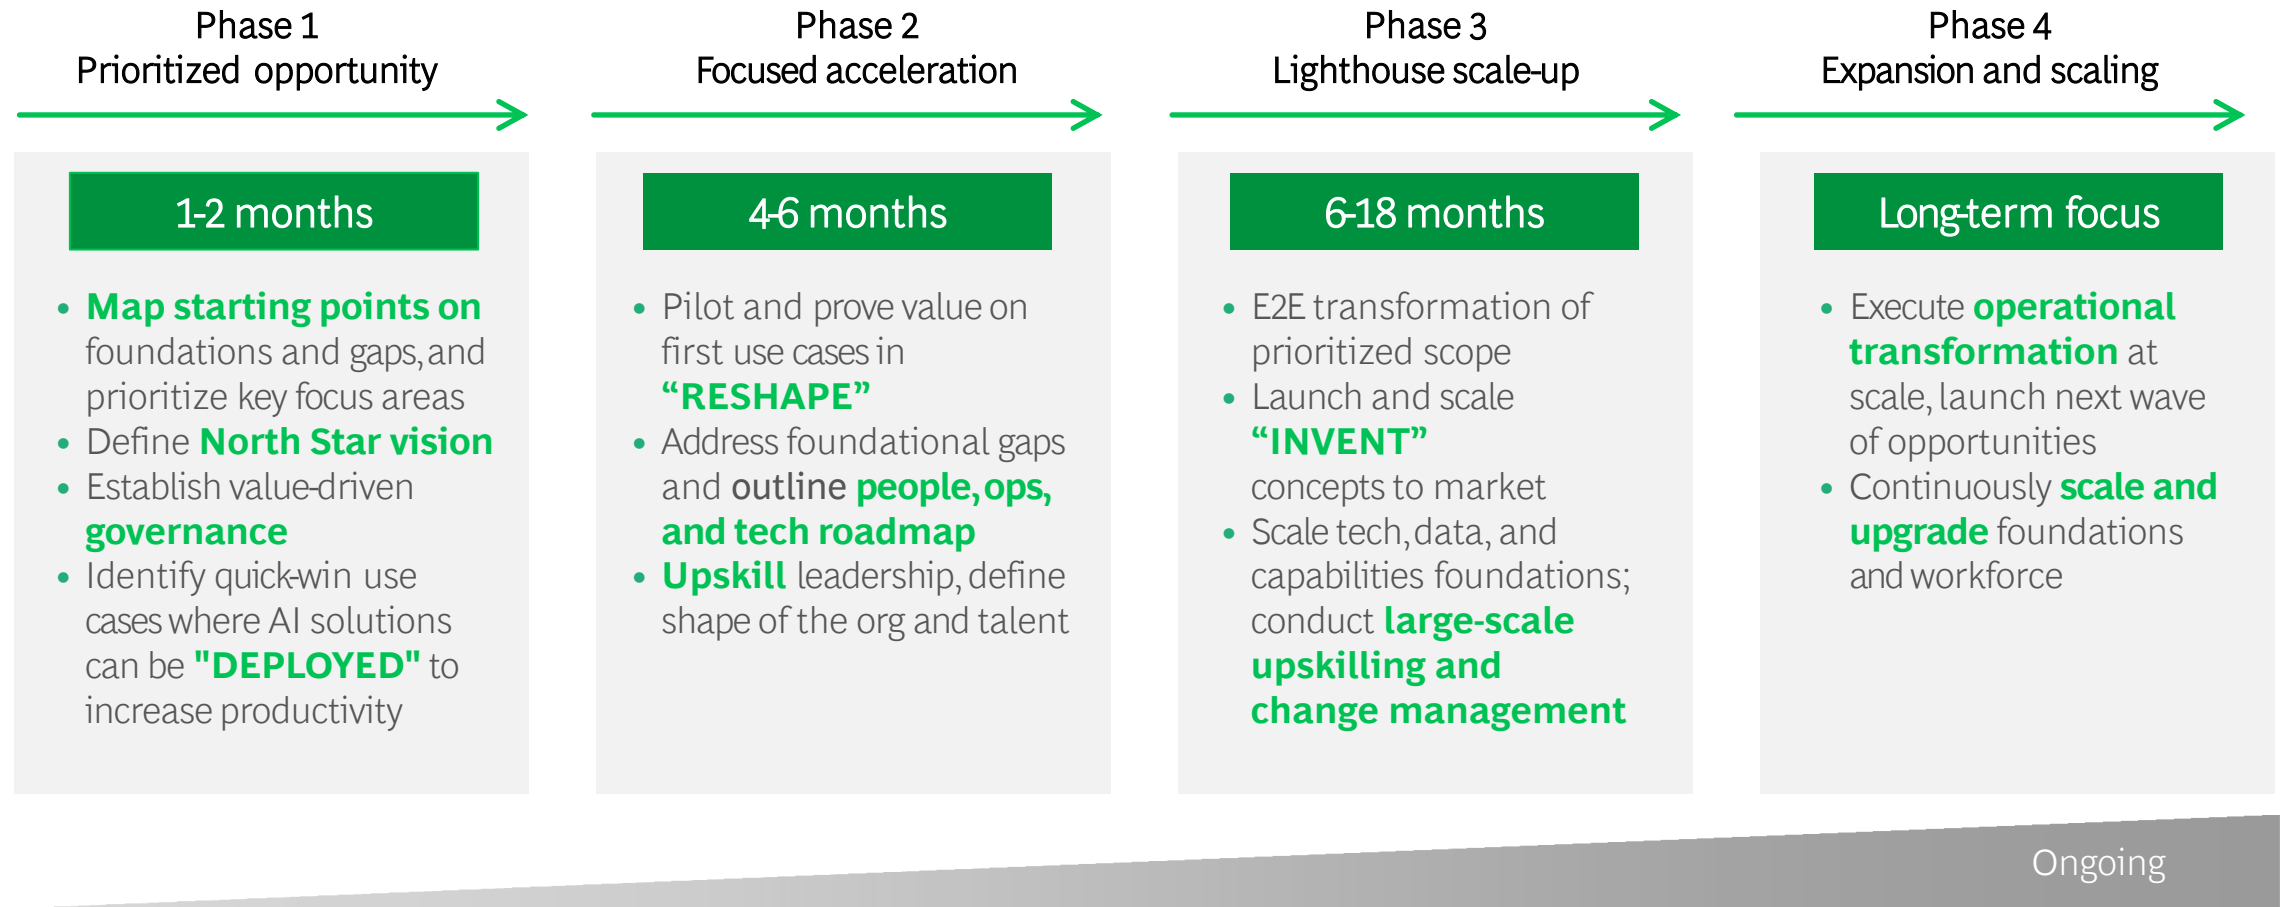 Phase 1
Prioritized opportunity
1-2 months
• Map starting points on
foundations and gaps, and
prioritize key focus areas
• Define North Star vision
• Establish value-driven
governance
• Identify quick-win use
cases where AI solutions
can be "DEPLOYED" to
increase productivity
Phase 2
Focused acceleration
4-6 months
• Pilot and prove value on
first use cases in
“RESHAPE”
• Address foundational gaps
and outline people, ops,
and tech roadmap
• Upskill leadership, define
shape of the org and talent
Phase 3
Lighthouse scale-up
6-18 months
• E2E transformation of
prioritized scope
• Launch and scale
“INVENT”
concepts to market
• Scale tech, data, and
capabilities foundations;
conduct large-scale
upskilling and
change management
Phase 4
Expansion and scaling
Long-term focus
• Execute operational
transformation at
scale, launch next wave
of opportunities
• Continuously scale and
upgrade foundations
and workforce
Ongoing